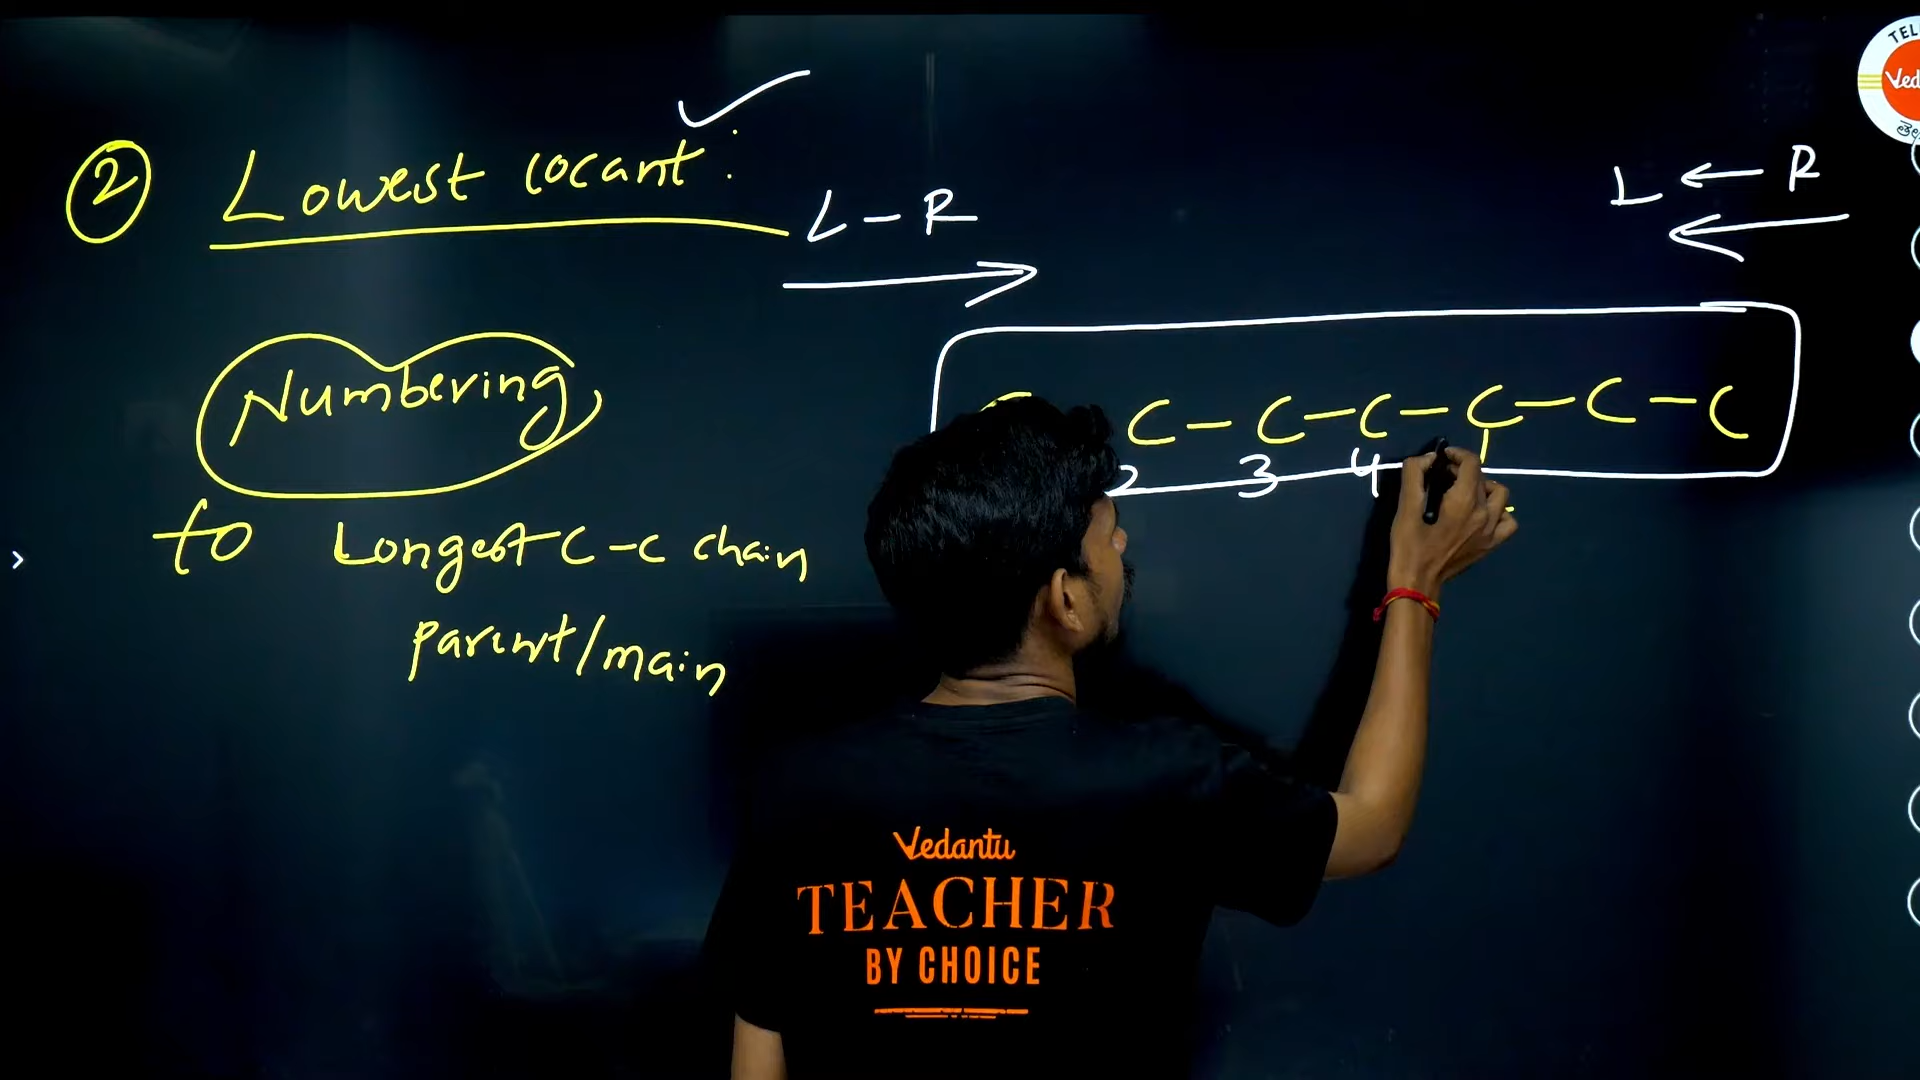 ② Lowest locant :
L - R
L ← R
Numbering
C C - C - C - C - C - C
2 3 4
to Longest C-C chain
parent/main
Vedantu
TEACHER
BY CHOICE